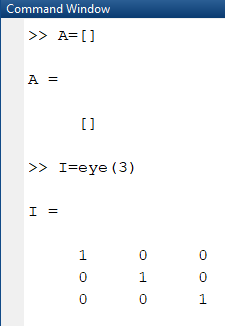 Command Window
>> A=[]
A =
[]
>> I=eye(3)
I =
1 0 0
0 1 0
0 0 1